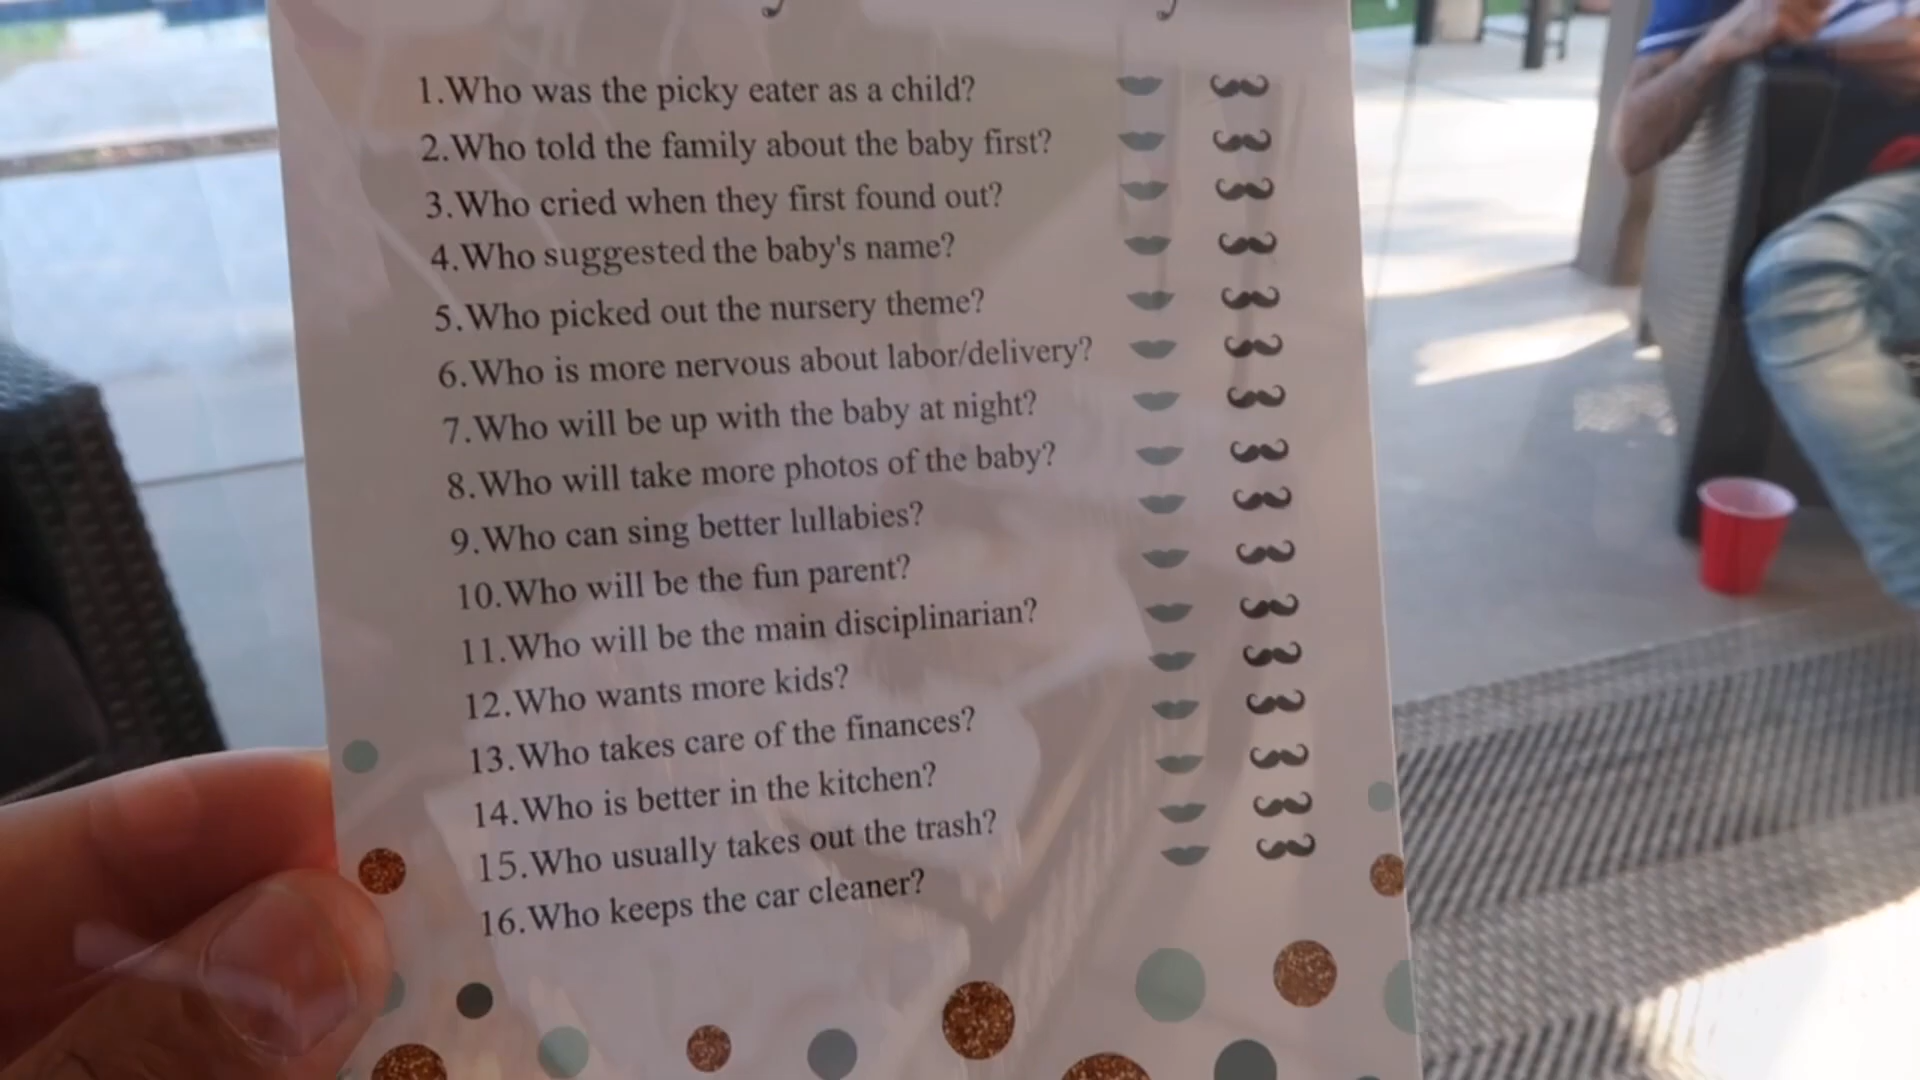 1.Who was the picky eater as a child?
2.Who told the family about the baby first?
3.Who cried when they first found out?
4.Who suggested the baby's name?
5.Who picked out the nursery theme?
6.Who is more nervous about labor/delivery?
7.Who will be up with the baby at night?
8.Who will take more photos of the baby?
9.Who can sing better lullabies?
10.Who will be the fun parent?
11.Who will be the main disciplinarian?
12.Who wants more kids?
13.Who takes care of the finances?
14.Who is better in the kitchen?
15.Who usually takes out the trash?
16.Who keeps the car cleaner?